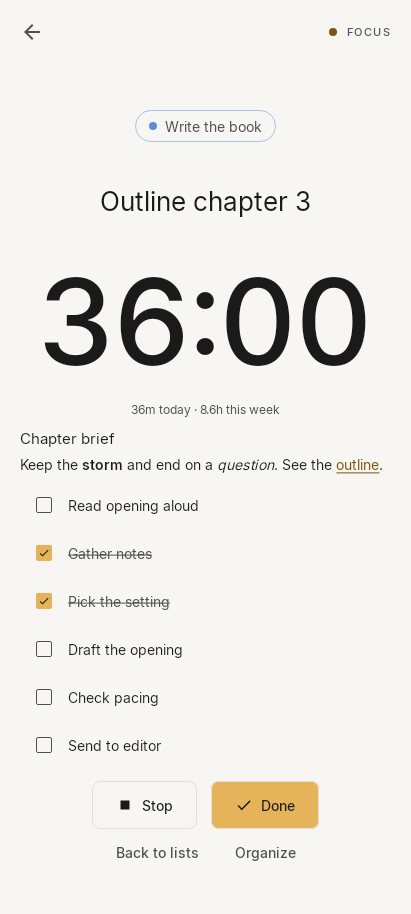 FOCUS
Write the book
Outline chapter 3
36:00
36m today · 8.6h this week
Chapter brief
Keep the storm and end on a question. See the outline.
Read opening aloud
Gather notes
Pick the setting
Draft the opening
Check pacing
Send to editor
Stop
Done
Back to lists
Organize